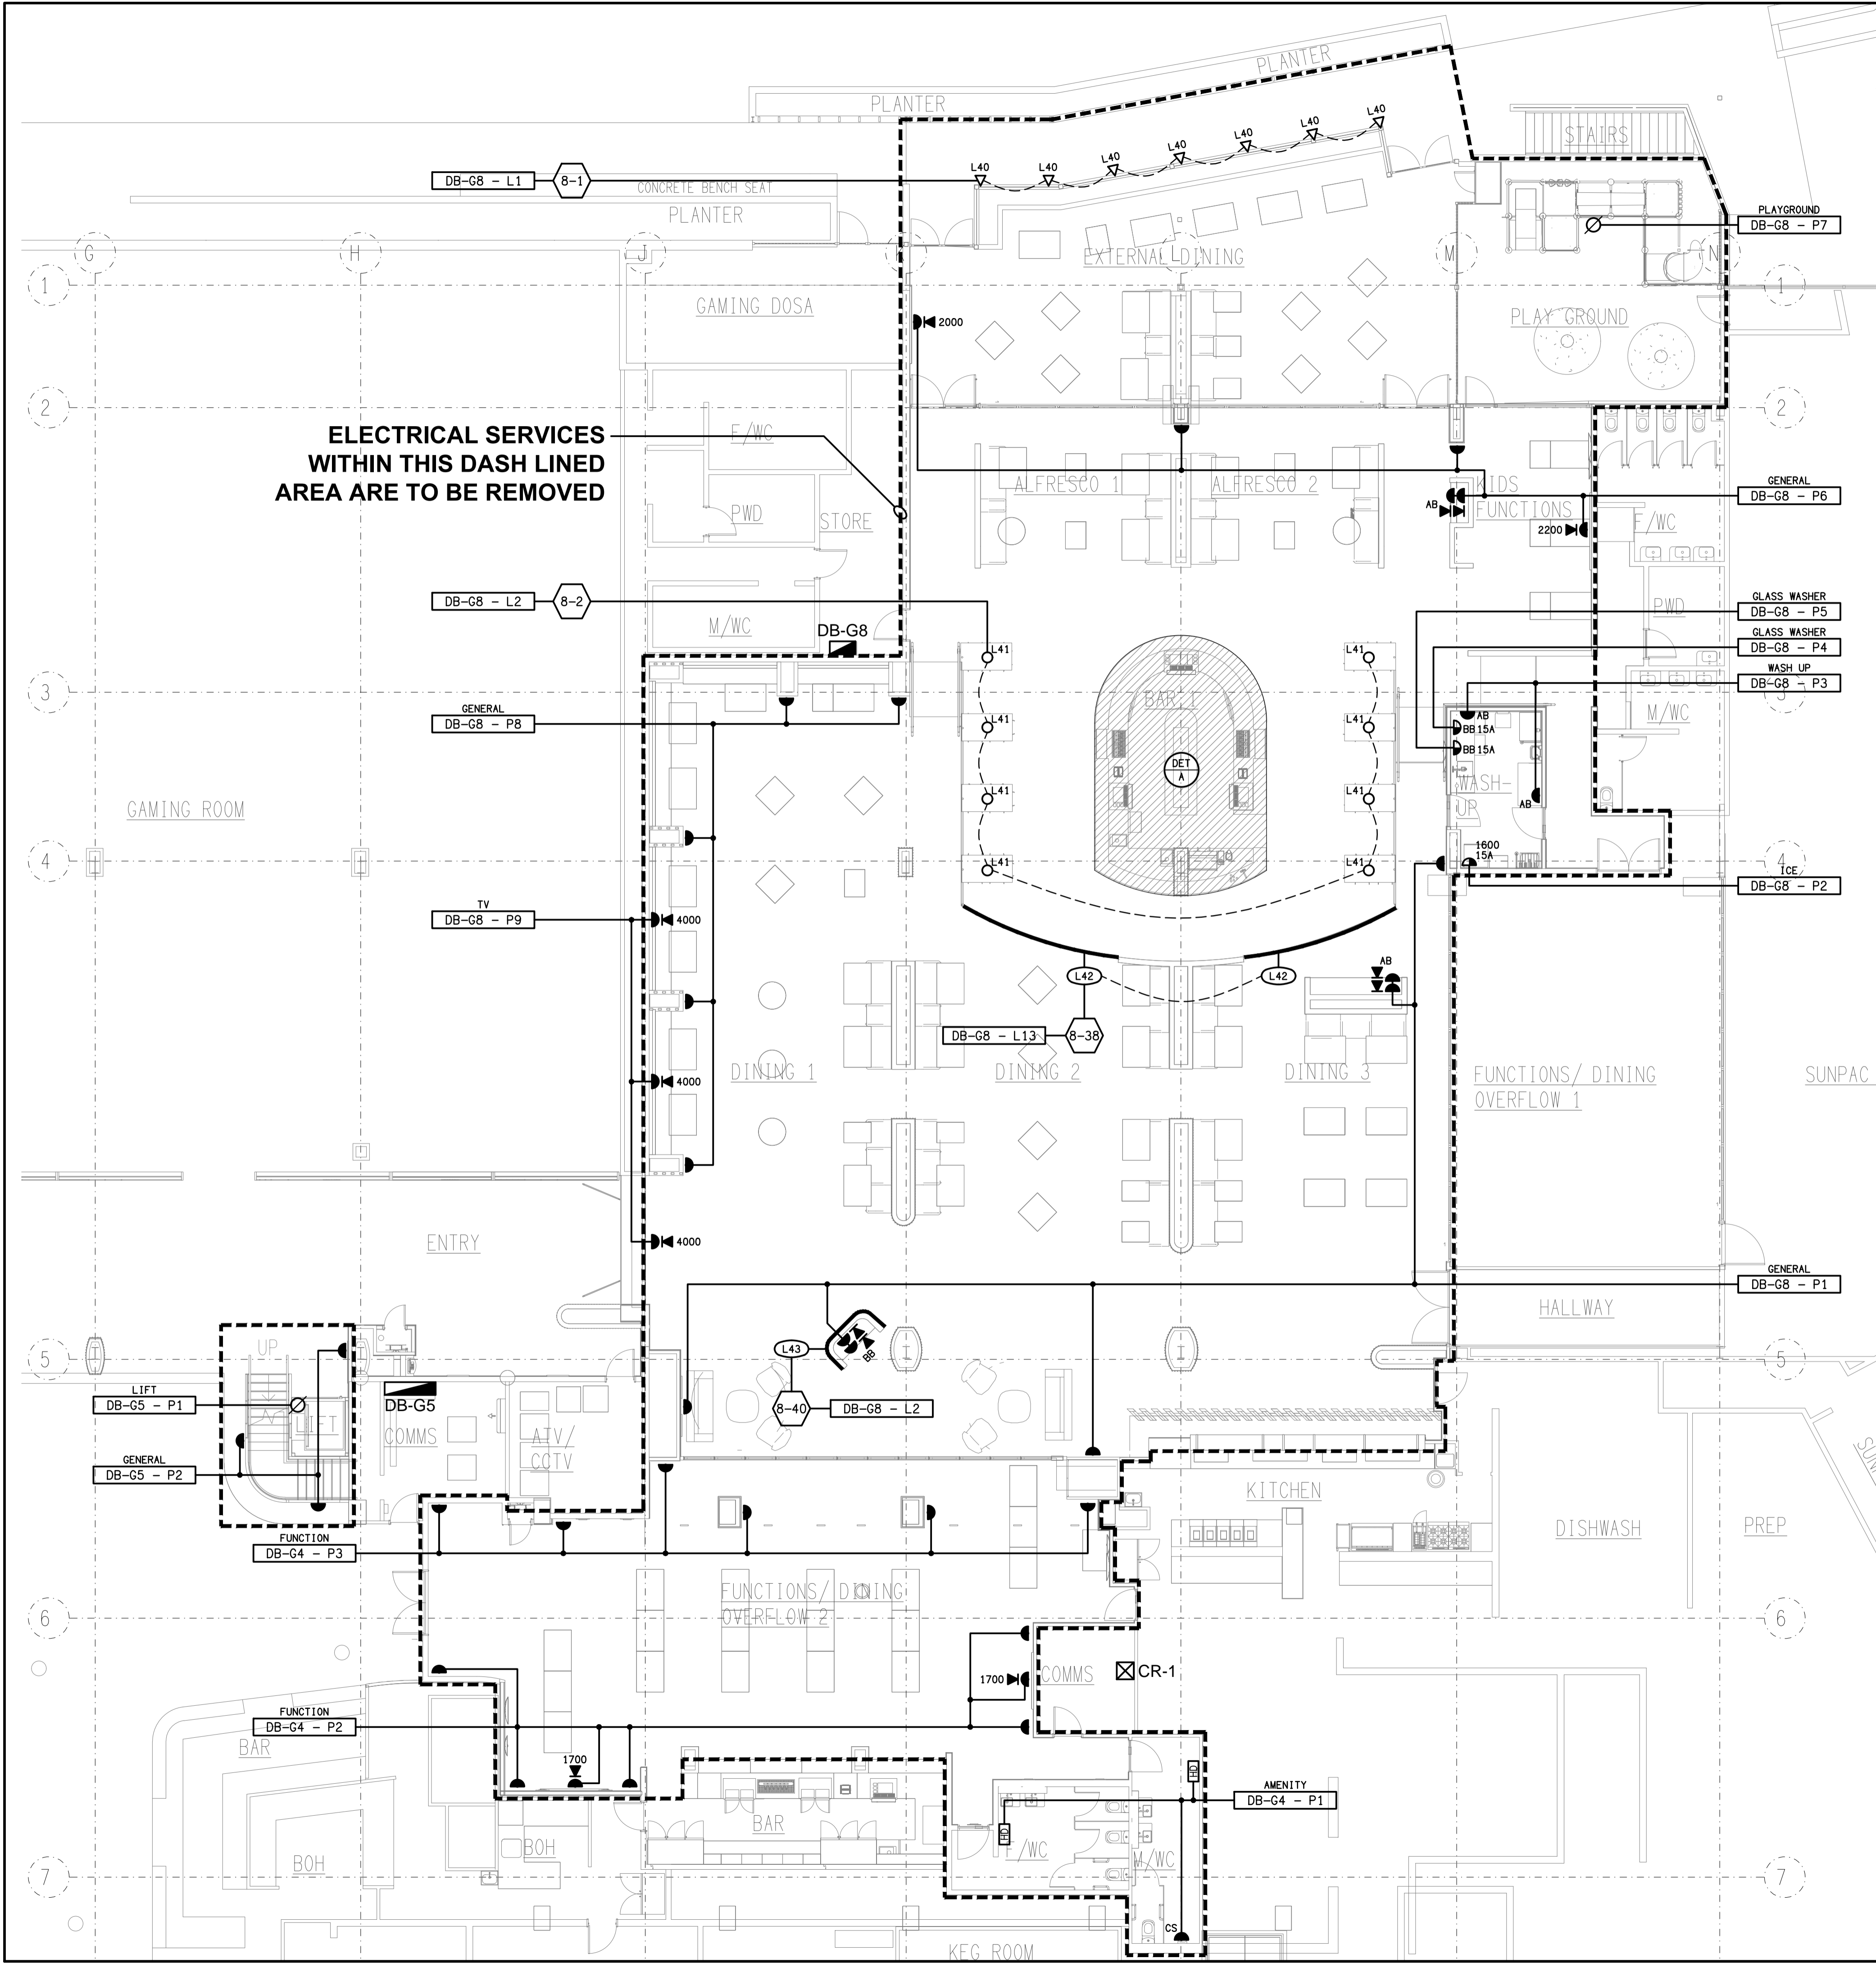 PLANTER
PLANTER
L40
L40
L40
L40
L40
L40
L40
STAIRS
DB-G8 - L1
8-1
CONCRETE BENCH SEAT
PLANTER
PLAYGROUND
DB-G8 - P7
G
H
J
L
M
N
EXTERNAL DINING
1
1
GAMING DOSA
PLAY GROUND
2000
2
2
ELECTRICAL SERVICES
WITHIN THIS DASH LINED
AREA ARE TO BE REMOVED
F/WC
ALFRESCO 1
ALFRESCO 2
KIDS
FUNCTIONS
AB
GENERAL
DB-G8 - P6
PWD
STORE
2200
F/WC
DB-G8 - L2
8-2
GLASS WASHER
DB-G8 - P5
PWD
M/WC
DB-G8
GLASS WASHER
DB-G8 - P4
L41
L41
WASH UP
DB-G8 - P3
3
3
BAR 1
GENERAL
DB-G8 - P8
AB
M/WC
L41
L41
BB 15A
BB 15A
DET
A
WASH-
UP
L41
L41
AB
GAMING ROOM
1600
15A
4
4
L41
L41
ICE
DB-G8 - P2
TV
DB-G8 - P9
4000
AB
L42
L42
DB-G8 - L13
8-38
4000
DINING 1
DINING 2
DINING 3
FUNCTIONS/ DINING
OVERFLOW 1
SUNPAC
ENTRY
4000
GENERAL
DB-G8 - P1
HALLWAY
UP
L43
BB
5
5
LIFT
DB-G5 - P1
DB-G5
8-40
DB-G8 - L2
LIFT
COMMS
ATV/
CCTV
GENERAL
DB-G5 - P2
KITCHEN
DISHWASH
PREP
FUNCTION
DB-G4 - P3
FUNCTIONS/ DINING
OVERFLOW 2
6
6
1700
COMMS
CR-1
FUNCTION
DB-G4 - P2
BAR
1700
HD
AMENITY
DB-G4 - P1
BAR
HD
F/WC
M/WC
BOH
BOH
7
7
CS
KEG ROOM